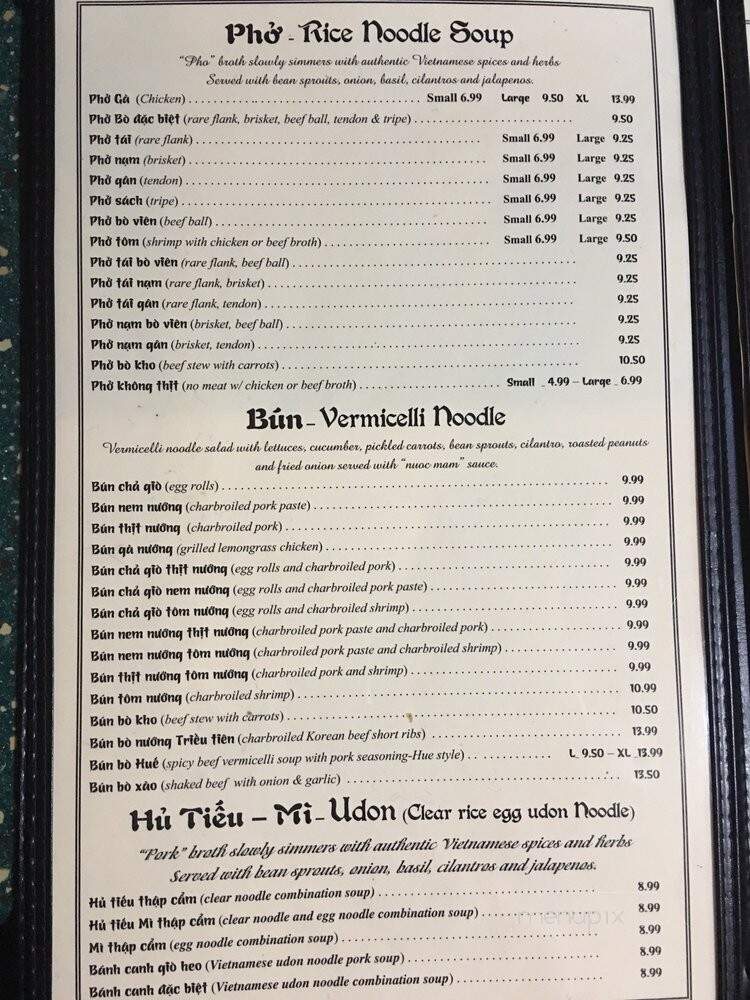 Phở - Rice Noodle Soup
"Pho" broth slowly simmers with authentic Vietnamese spices and herbs
Served with bean sprouts, onion, basil, cilantros and jalapenos.
Phở Gà (Chicken) Small 6.99 Large 9.50 XL 13.99
Phở Bò đặc biệt (rare flank, brisket, beef ball, tendon & tripe) 9.50
Phở tái (rare flank) Small 6.99 Large 9.25
Phở nạm (brisket) Small 6.99 Large 9.25
Phở gân (tendon) Small 6.99 Large 9.25
Phở sách (tripe) Small 6.99 Large 9.25
Phở bò viên (beef ball) Small 6.99 Large 9.25
Phở tôm (shrimp with chicken or beef broth) Small 6.99 Large 9.50
Phở tái bò viên (rare flank, beef ball) 9.25
Phở tái nạm (rare flank, brisket) 9.25
Phở tái gân (rare flank, tendon) 9.25
Phở nạm bò viên (brisket, beef ball) 9.25
Phở nạm gân (brisket, tendon) 9.25
Phở bò kho (beef stew with carrots) 10.50
Phở không thịt (no meat w/ chicken or beef broth) Small 4.99 – Large 6.99
Bún - Vermicelli Noodle
Vermicelli noodle salad with lettuces, cucumber, pickled carrots, bean sprouts, cilantro, roasted peanuts
and fried onion served with "nuoc mam" sauce.
Bún chả giò (egg rolls) 9.99
Bún nem nướng (charbroiled pork paste) 9.99
Bún thịt nướng (charbroiled pork) 9.99
Bún gà nướng (grilled lemongrass chicken) 9.99
Bún chả giò thịt nướng (egg rolls and charbroiled pork) 9.99
Bún chả giò nem nướng (egg rolls and charbroiled pork paste) 9.99
Bún chả giò tôm nướng (egg rolls and charbroiled shrimp) 9.99
Bún nem nướng thịt nướng (charbroiled pork paste and charbroiled pork) 9.99
Bún nem nướng tôm nướng (charbroiled pork paste and charbroiled shrimp) 9.99
Bún thịt nướng tôm nướng (charbroiled pork and shrimp) 9.99
Bún tôm nướng (charbroiled shrimp) 10.99
Bún bò kho (beef stew with carrots) 10.50
Bún bò nướng Triều tiên (charbroiled Korean beef short ribs) 13.99
Bún bò Huế (spicy beef vermicelli soup with pork seasoning-Hue style) L 9.50 – XL 13.99
Bún bò xào (shaked beef with onion & garlic) 13.50
Hủ Tiếu – Mì - Udon (Clear rice egg udon Noodle)
"Pork" broth slowly simmers with authentic Vietnamese spices and herbs
Served with bean sprouts, onion, basil, cilantros and jalapenos.
Hủ tiếu thập cẩm (clear noodle combination soup) 8.99
Hủ tiếu Mì thập cẩm (clear noodle and egg noodle combination soup) 8.99
Mì thập cẩm (egg noodle combination soup) 8.99
Bánh canh giò heo (Vietnamese udon noodle pork soup) 8.99
Bánh canh đặc biệt (Vietnamese udon noodle combination soup) 8.99
menupix